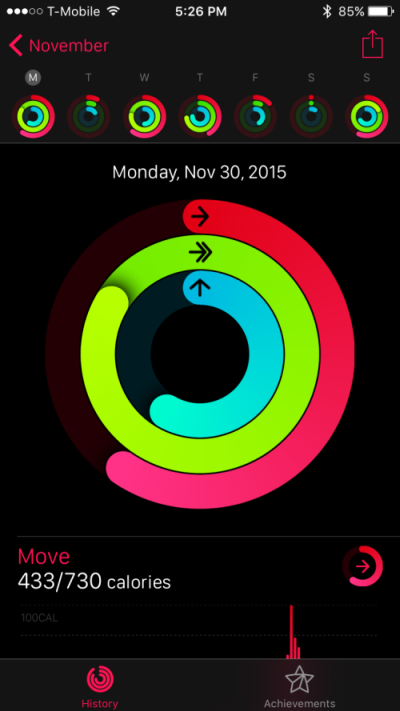 T-Mobile 5:26 PM 85%
November
M T W T F S S
Monday, Nov 30, 2015
Move
433/730 calories
100CAL
History Achievements